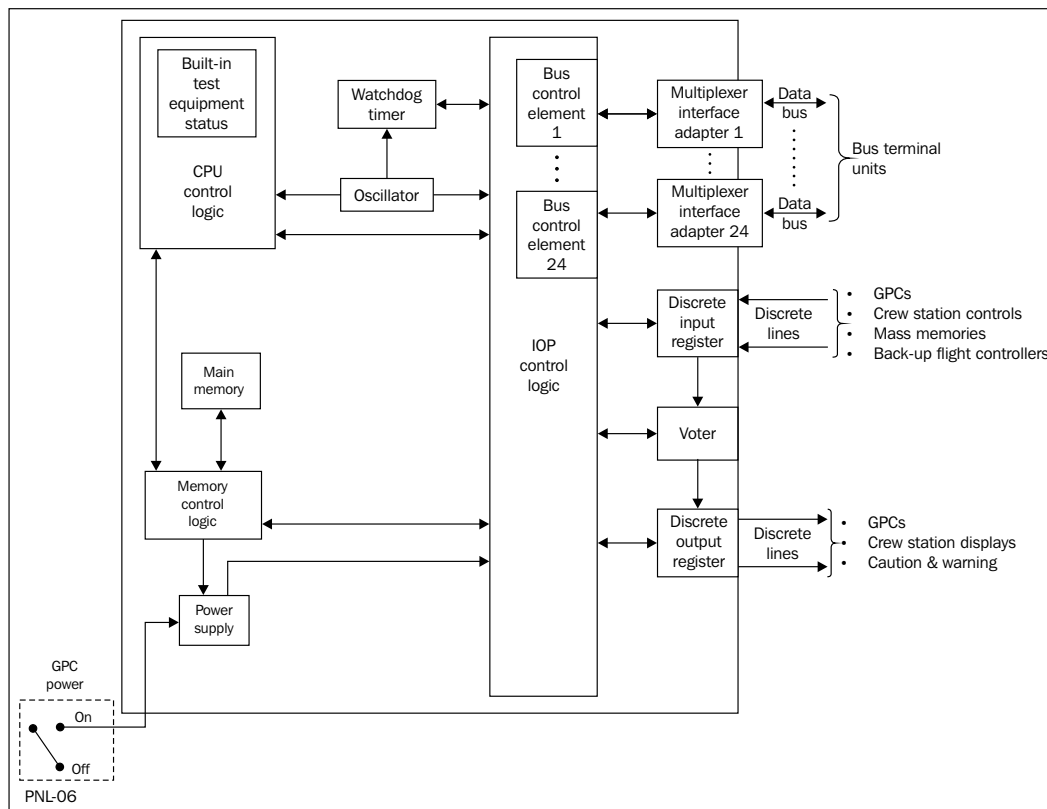 Built-in
test
equipment
status
CPU
control
logic
Watchdog
timer
Oscillator
Main
memory
Memory
control
logic
Power
supply
GPC
power
On
Off
PNL-06
Bus
control
element
1
Bus
control
element
24
IOP
control
logic
Multiplexer
interface
adapter 1
Multiplexer
interface
adapter 24
Data
bus
Data
bus
Bus terminal
units
Discrete
input
register
Discrete
lines
• GPCs
• Crew station controls
• Mass memories
• Back-up flight controllers
Voter
Discrete
output
register
Discrete
lines
• GPCs
• Crew station displays
• Caution & warning